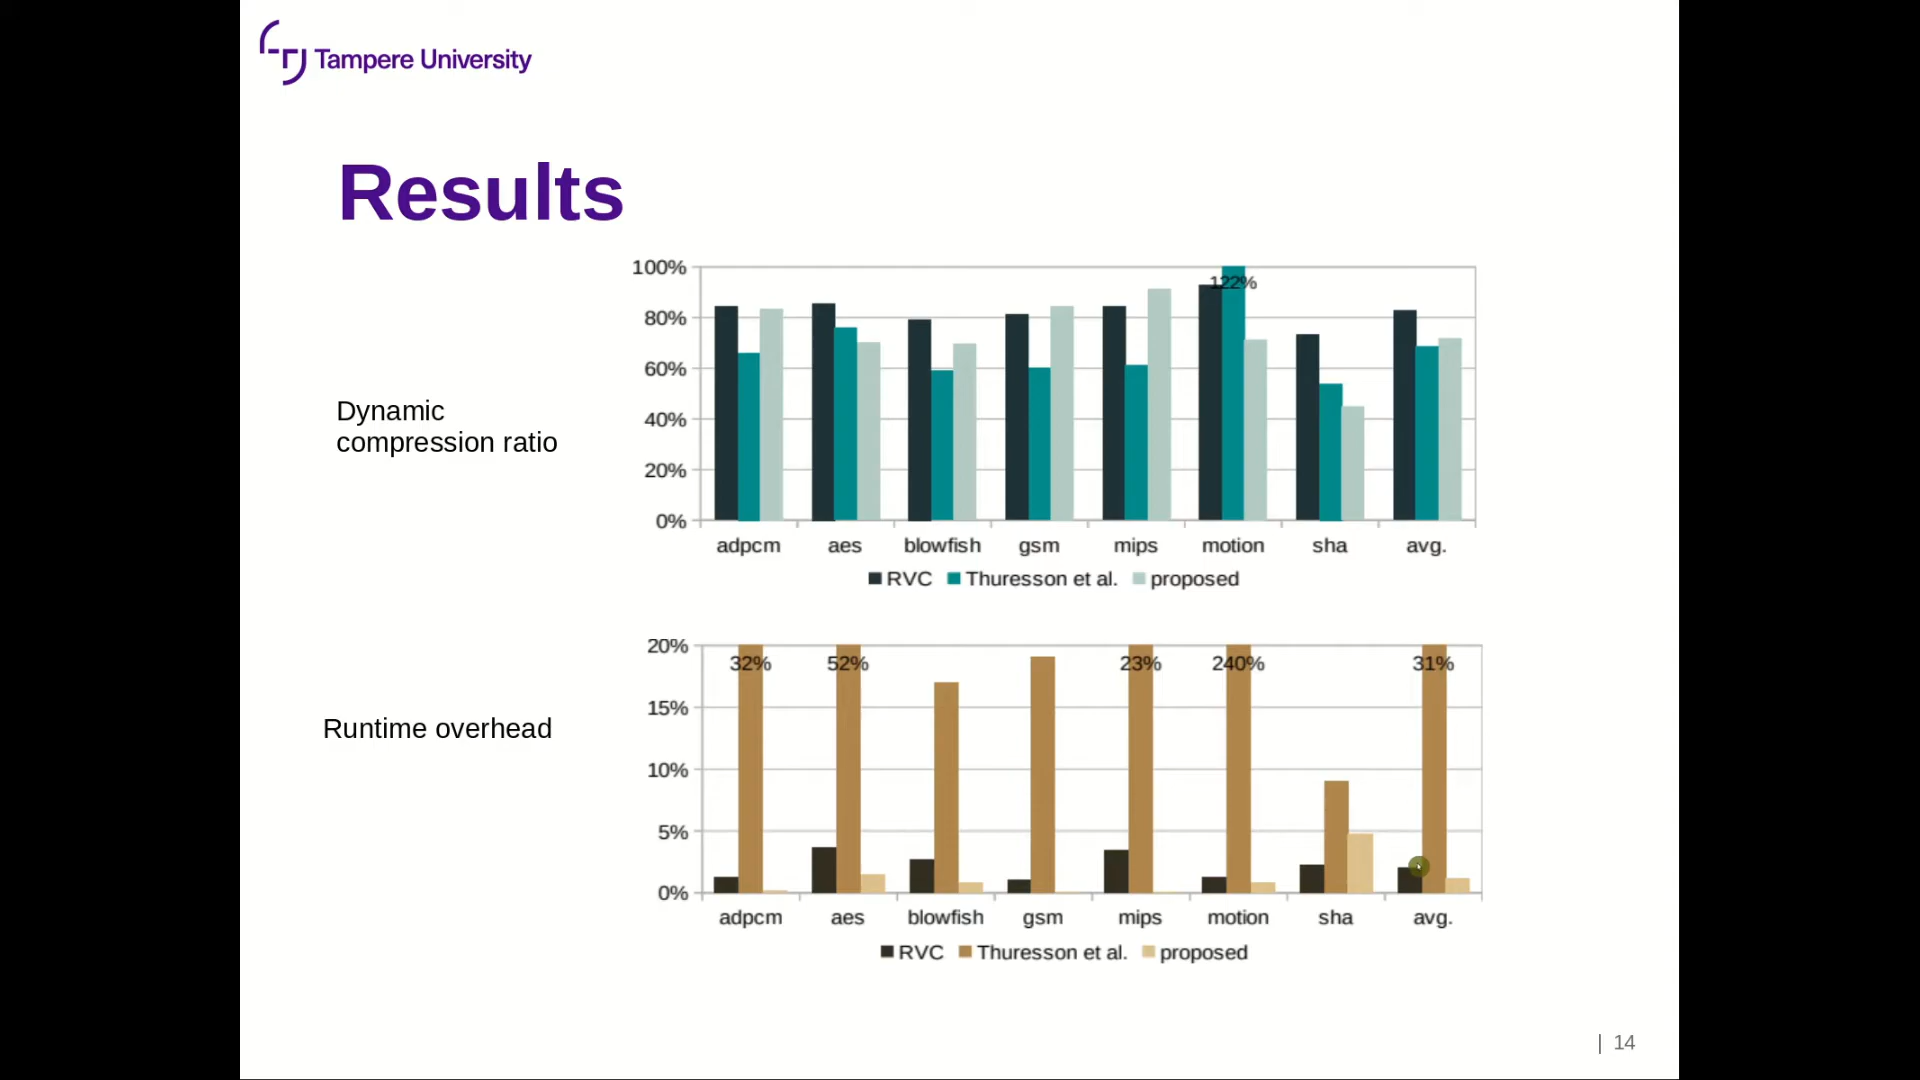 Tampere University
Results
Dynamic
compression ratio
100%
80%
60%
40%
20%
0%
122%
adpcm aes blowfish gsm mips motion sha avg.
RVC Thuresson et al. proposed
Runtime overhead
20%
15%
10%
5%
0%
32% 52% 23% 240% 31%
adpcm aes blowfish gsm mips motion sha avg.
RVC Thuresson et al. proposed
| 14